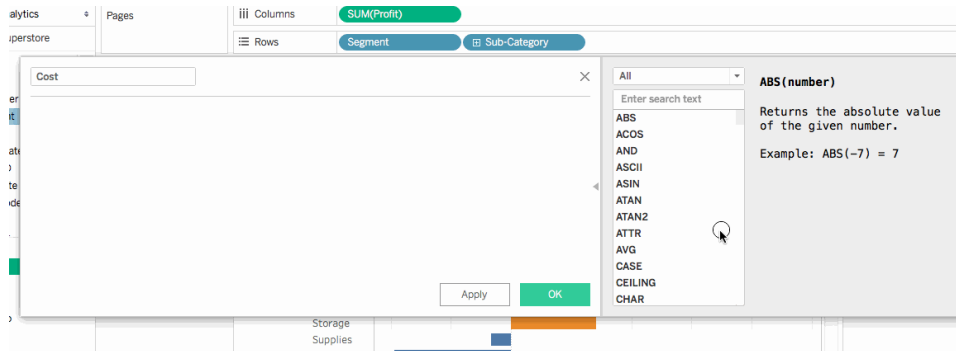 alytics
Pages
Columns
SUM(Profit)
uperstore
Rows
Segment
Sub-Category
Cost
All
Enter search text
ABS
ACOS
AND
ASCII
ASIN
ATAN
ATAN2
ATTR
AVG
CASE
CEILING
CHAR
ABS(number)
Returns the absolute value
of the given number.
Example: ABS(-7) = 7
Apply
OK
Storage
Supplies